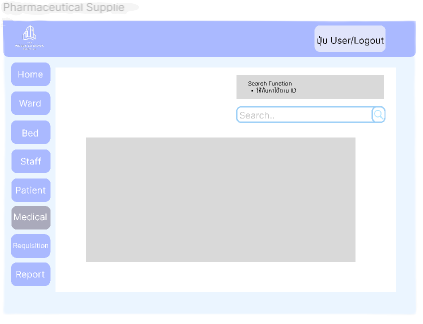 Pharmaceutical Supplie
ปุ่ม User/Logout
Home
Search Function
Ward
Search...
Bed
Staff
Patient
Medical
Requisition
Report